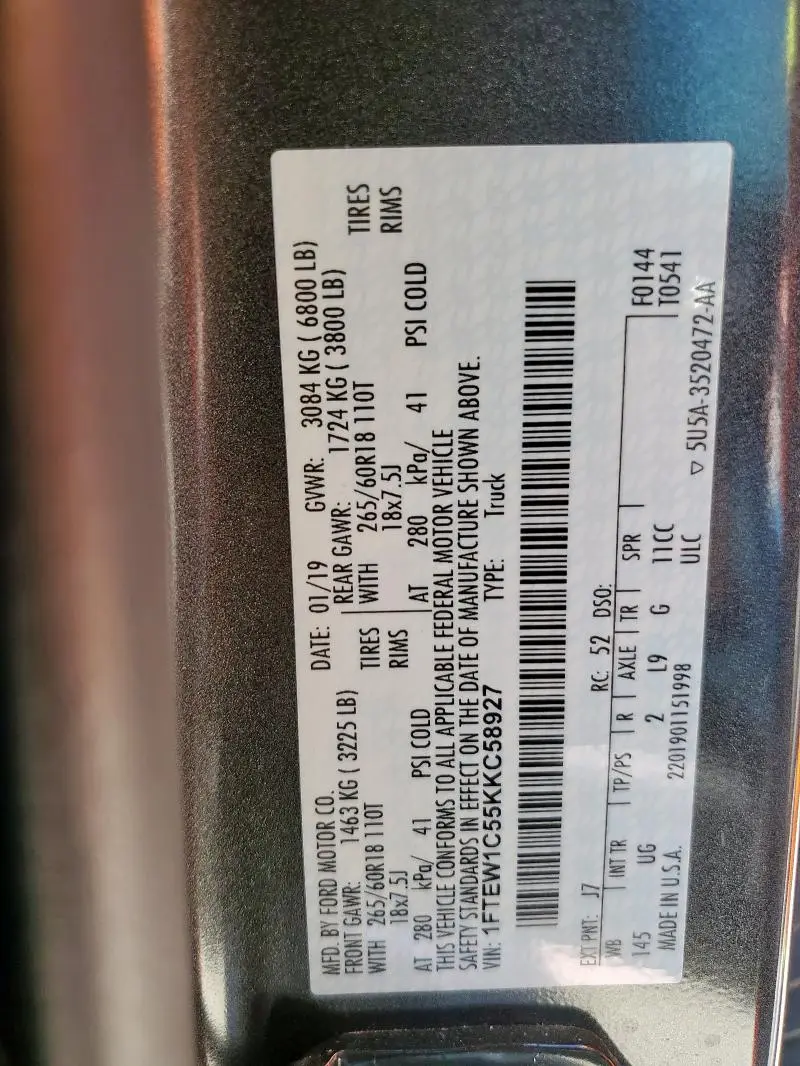 MFD. BY FORD MOTOR CO. DATE: 01/19 GVWR: 3084 KG ( 6800 LB)
FRONT GAWR: 1463 KG ( 3225 LB) REAR GAWR: 1724 KG ( 3800 LB)
WITH 265/60R18 110T TIRES WITH 265/60R18 110T TIRES
18x7.5J RIMS 18x7.5J RIMS
AT 280 kPa/ 41 PSI COLD AT 280 kPa/ 41 PSI COLD
THIS VEHICLE CONFORMS TO ALL APPLICABLE FEDERAL MOTOR VEHICLE
SAFETY STANDARDS IN EFFECT ON THE DATE OF MANUFACTURE SHOWN ABOVE.
VIN: 1FTEW1C55KKC58927 TYPE: Truck
EXT PNT: J7 RC: 52 DSO:
WB INT TR TP/PS R AXLE TR SPR F0144
145 UG 2 L9 G 11CC T0541
ULC
MADE IN U.S.A. 2201901151998 ▽ 5U5A-3520472-AA